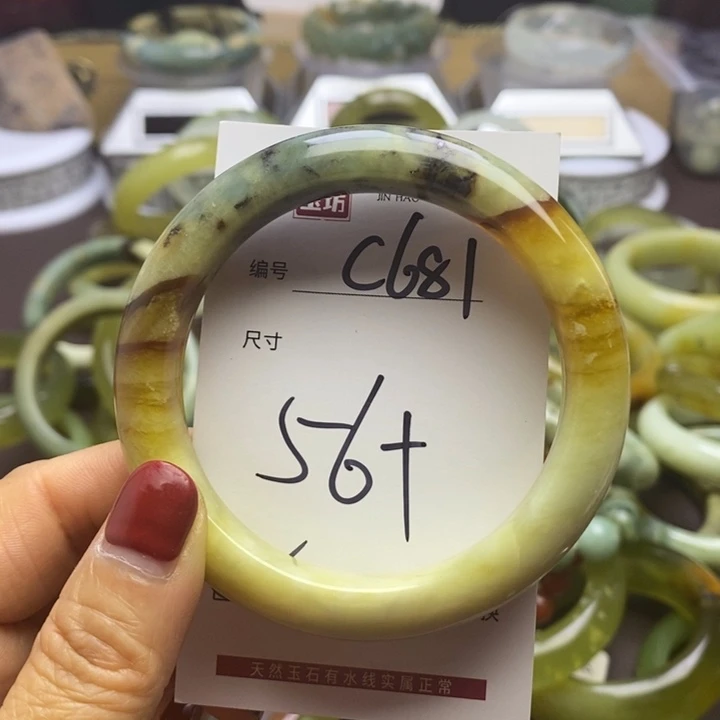 玉坊
JIN HAO
编号 C681
尺寸
56+
天然玉石有水线实属正常